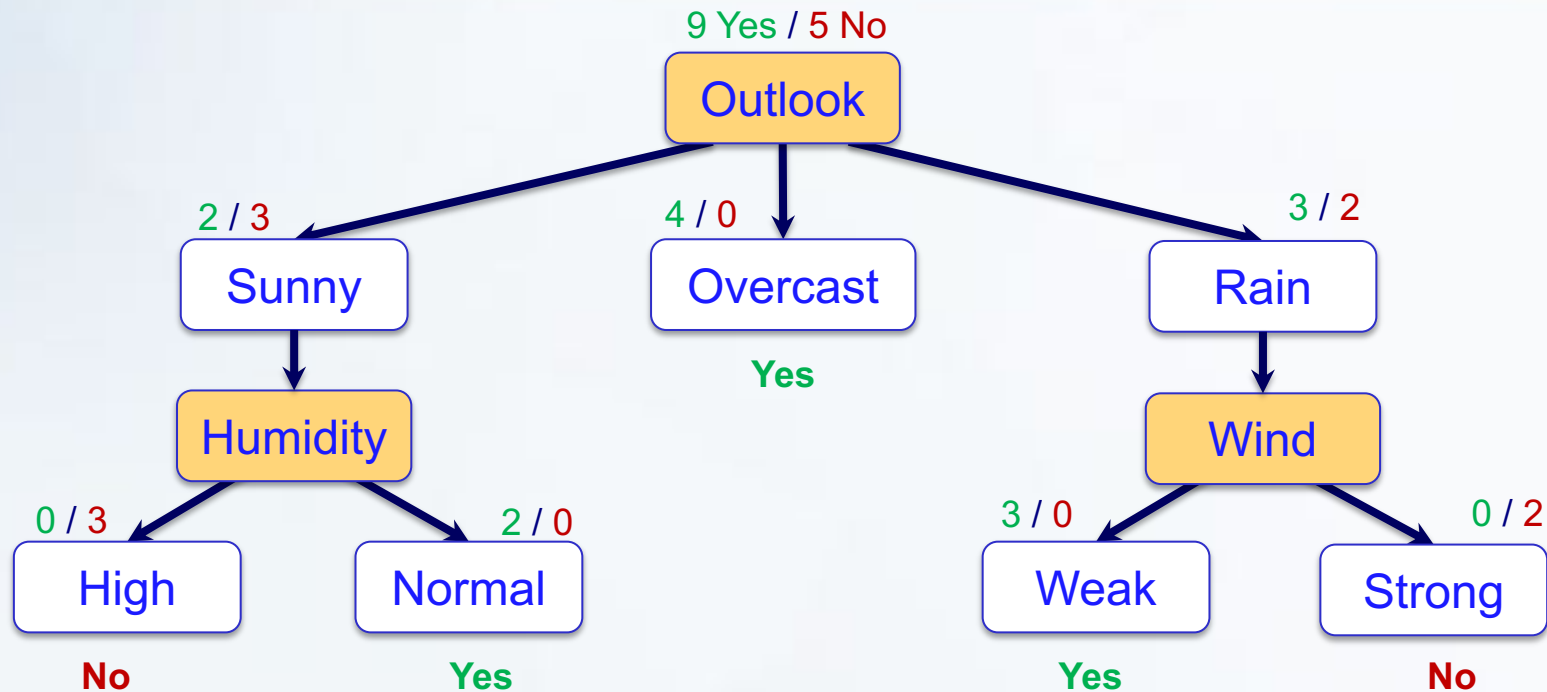 9 Yes / 5 No
Outlook
2 / 3
4 / 0
3 / 2
Sunny
Overcast
Rain
Yes
Humidity
Wind
0 / 3
2 / 0
3 / 0
0 / 2
High
Normal
Weak
Strong
No
Yes
Yes
No